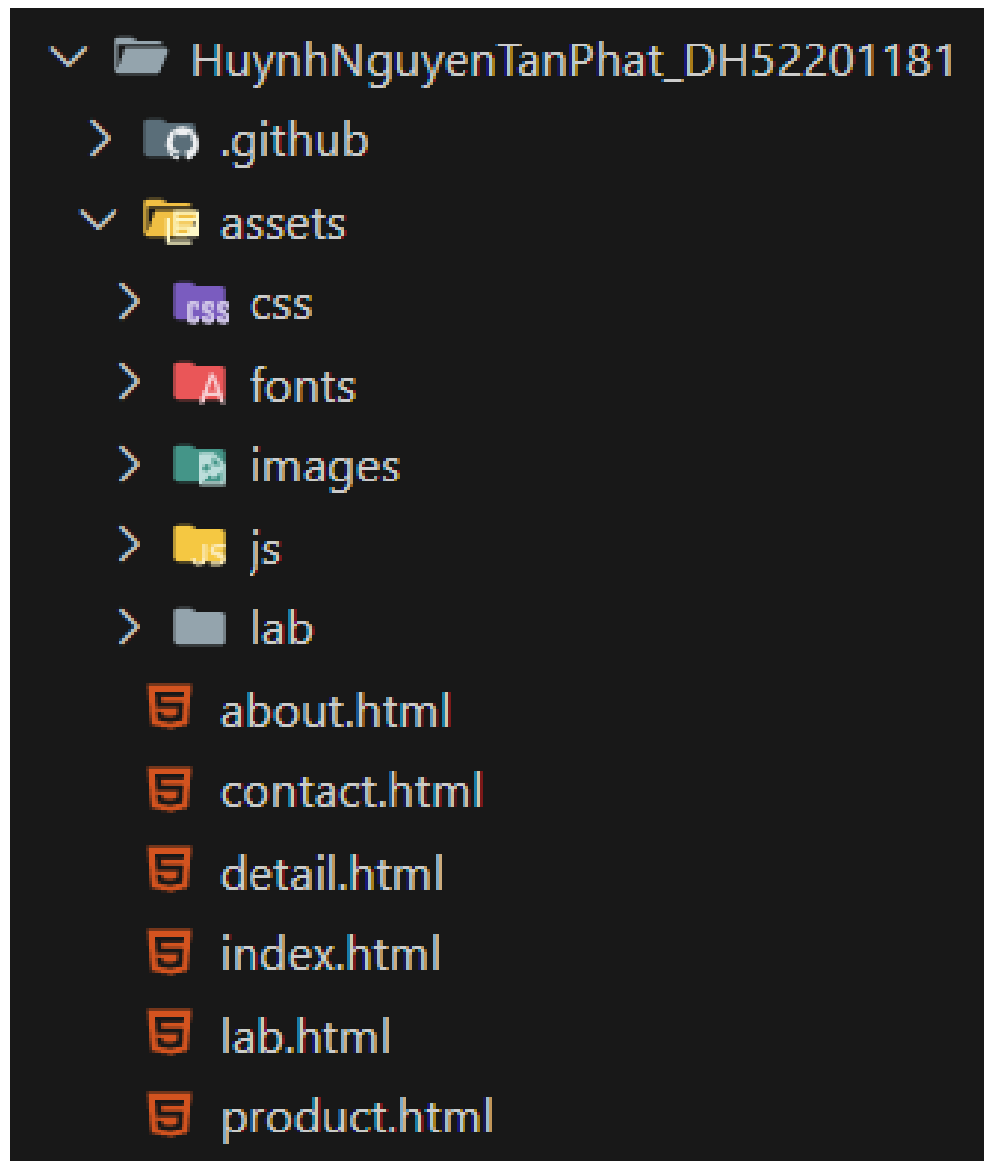 HuynhNguyenTanPhat_DH52201181
.github
assets
css
fonts
images
js
lab
about.html
contact.html
detail.html
index.html
lab.html
product.html